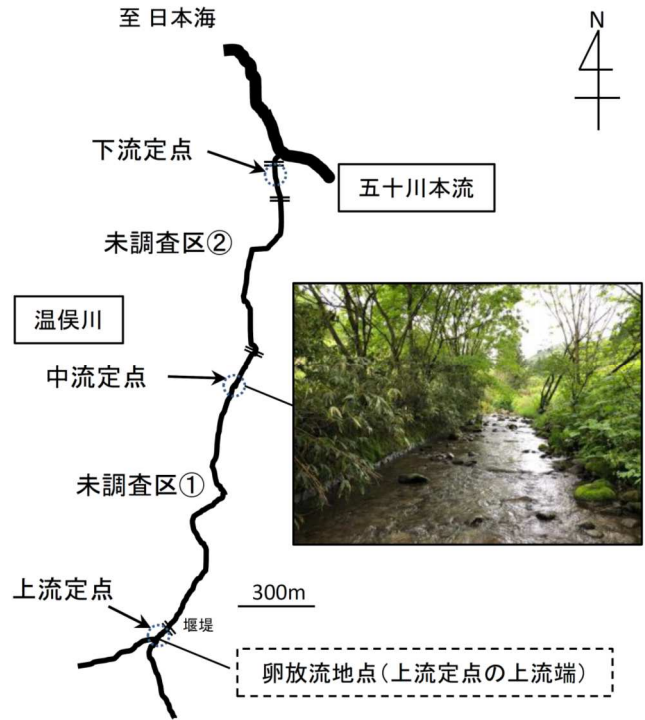 至 日本海
N
下流定点
五十川本流
未調査区②
温俣川
中流定点
未調査区①
上流定点
300m
堰堤
卵放流地点(上流定点の上流端)